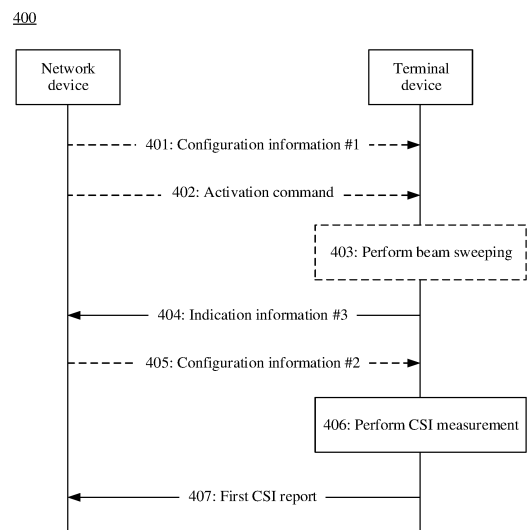 400
Network
device
Terminal
device
401: Configuration information #1
402: Activation command
403: Perform beam sweeping
404: Indication information #3
405: Configuration information #2
406: Perform CSI measurement
407: First CSI report